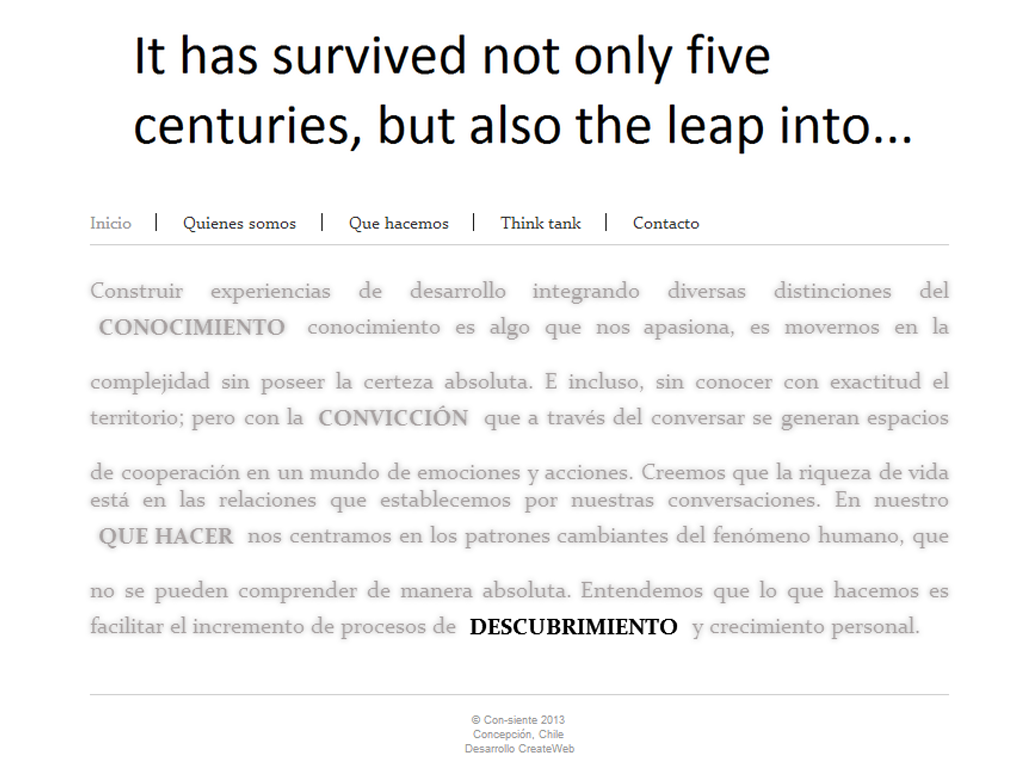 It has survived not only five
centuries, but also the leap into...
Inicio | Quienes somos | Que hacemos | Think tank | Contacto
Construir experiencias de desarrollo integrando diversas distinciones del
CONOCIMIENTO conocimiento es algo que nos apasiona, es movernos en la
complejidad sin poseer la certeza absoluta. E incluso, sin conocer con exactitud el
territorio; pero con la CONVICCIÓN que a través del conversar se generan espacios
de cooperación en un mundo de emociones y acciones. Creemos que la riqueza de vida
está en las relaciones que establecemos por nuestras conversaciones. En nuestro
QUE HACER nos centramos en los patrones cambiantes del fenómeno humano, que
no se pueden comprender de manera absoluta. Entendemos que lo que hacemos es
facilitar el incremento de procesos de DESCUBRIMIENTO y crecimiento personal.
© Con-siente 2013
Concepción, Chile
Desarrollo CreateWeb